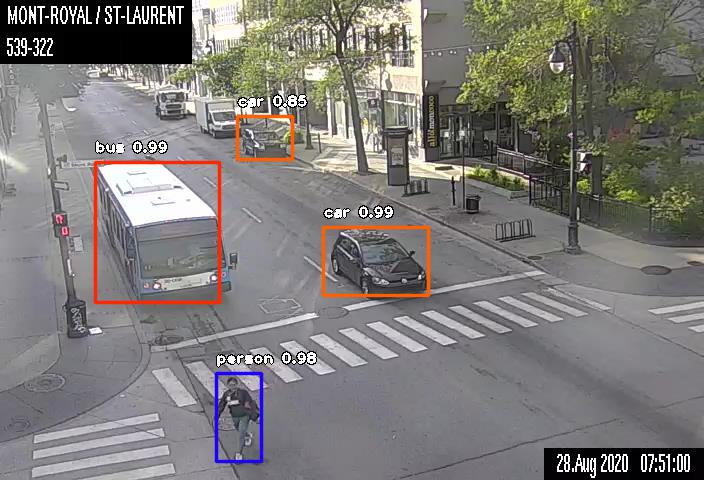 MONT-ROYAL / ST-LAURENT
539-322
car 0.85
bus 0.99
car 0.99
person 0.98
28.Aug 2020 07:51:00